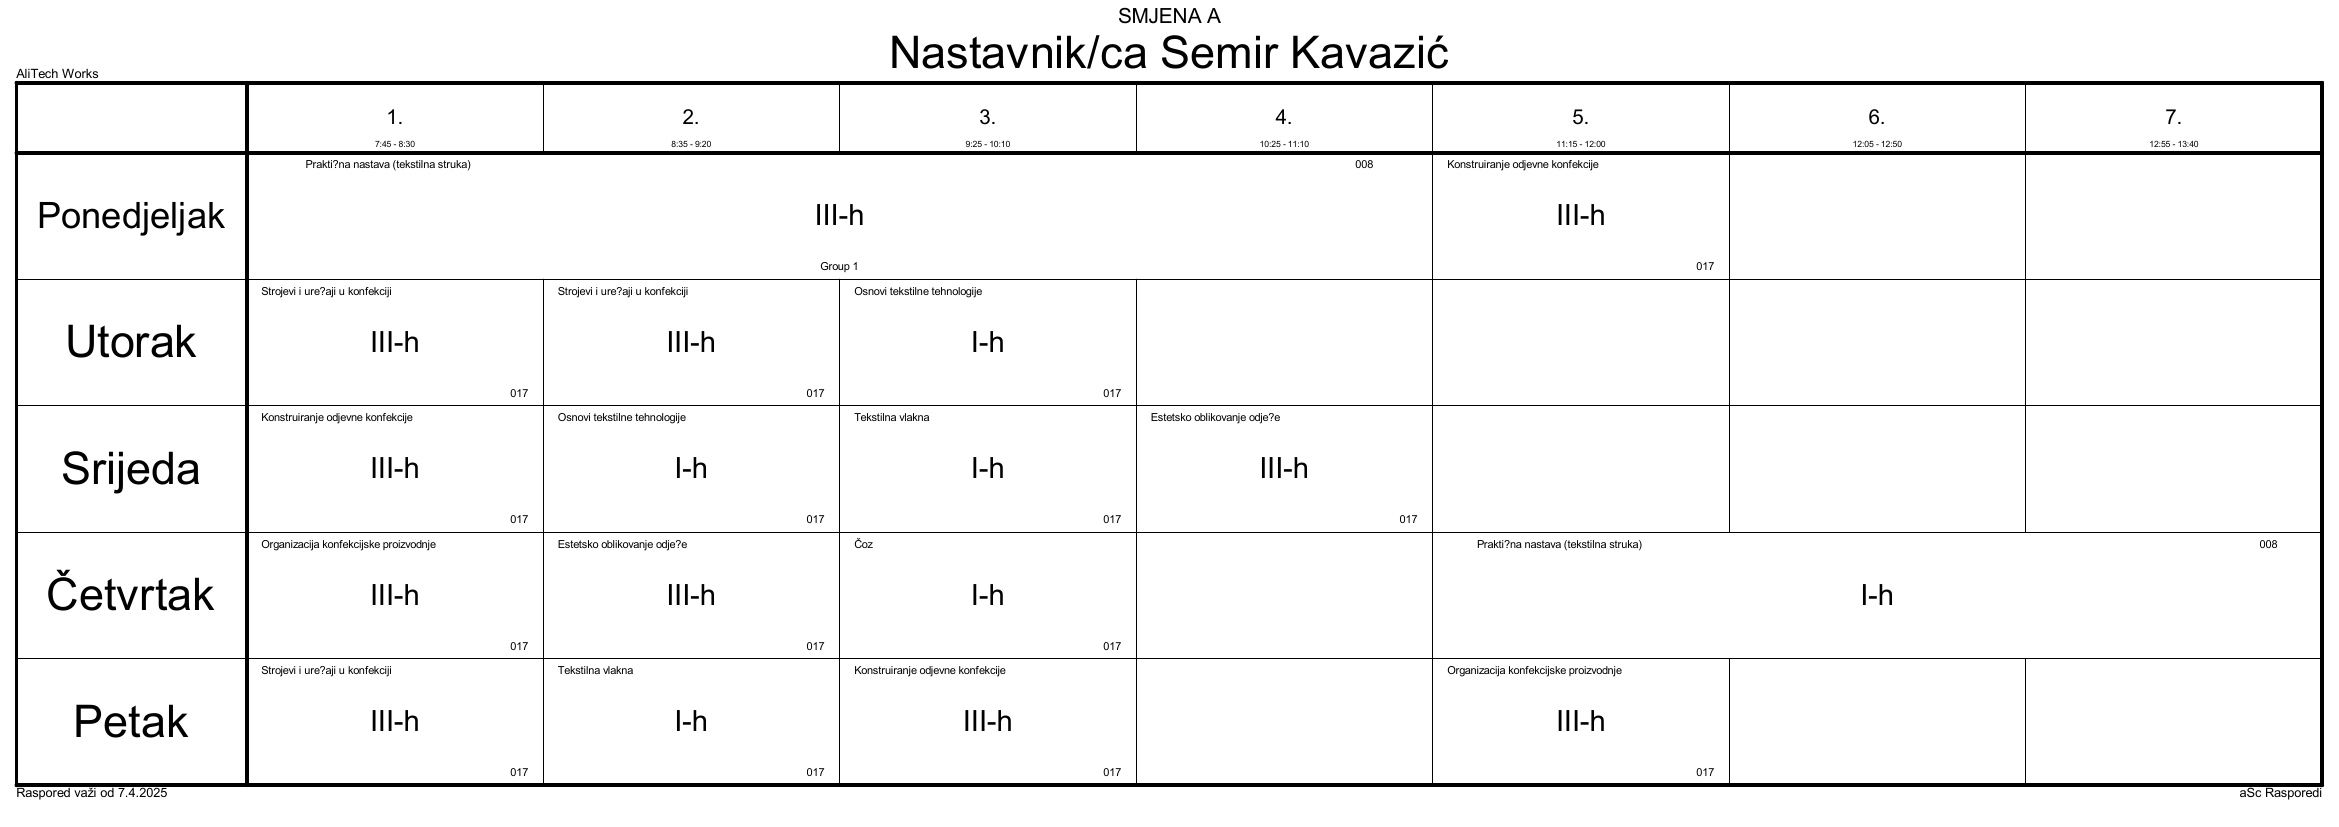 SMJENA A
Nastavnik/ca Semir Kavazić
AliTech Works
1. 2. 3. 4. 5. 6. 7.
7:45 - 8:30 8:35 - 9:20 9:25 - 10:10 10:25 - 11:10 11:15 - 12:00 12:05 - 12:50 12:55 - 13:40
Prakti?na nastava (tekstilna struka) 008 Konstruiranje odjevne konfekcije
Ponedjeljak III-h III-h
Group 1 017
Strojevi i ure?aji u konfekciji Strojevi i ure?aji u konfekciji Osnovi tekstilne tehnologije
Utorak III-h III-h I-h
017 017 017
Konstruiranje odjevne konfekcije Osnovi tekstilne tehnologije Tekstilna vlakna Estetsko oblikovanje odje?e
Srijeda III-h I-h I-h III-h
017 017 017 017
Organizacija konfekcijske proizvodnje Estetsko oblikovanje odje?e Čoz Prakti?na nastava (tekstilna struka) 008
Četvrtak III-h III-h I-h I-h
017 017 017
Strojevi i ure?aji u konfekciji Tekstilna vlakna Konstruiranje odjevne konfekcije Organizacija konfekcijske proizvodnje
Petak III-h I-h III-h III-h
017 017 017 017
Raspored važi od 7.4.2025 aSc Rasporedi